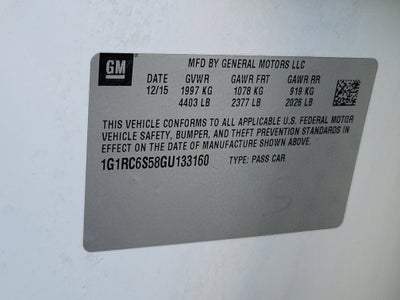 GM
MFD BY GENERAL MOTORS LLC
DATE GVWR GAWR FRT GAWR RR
12/15 1997 KG 1078 KG 919 KG
4403 LB 2377 LB 2026 LB
THIS VEHICLE CONFORMS TO ALL APPLICABLE U.S. FEDERAL MOTOR
VEHICLE SAFETY, BUMPER, AND THEFT PREVENTION STANDARDS IN
EFFECT ON THE DATE OF MANUFACTURE SHOWN ABOVE.
1G1RC6S58GU133160 TYPE: PASS CAR